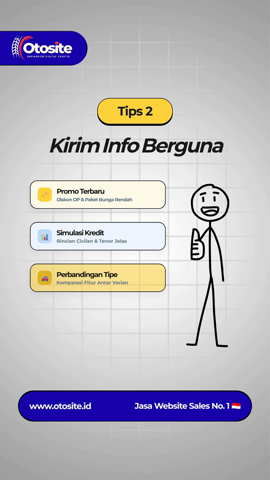 Otosite
Tips 2
Kirim Info Berguna
Promo Terbaru
Diskon DP & Paket Bunga Rendah
Simulasi Kredit
Rincian Cicilan & Tenor Jelas
Perbandingan Tipe
Komparasi Fitur Antar Varian
www.otosite.id
Jasa Website Sales No. 1